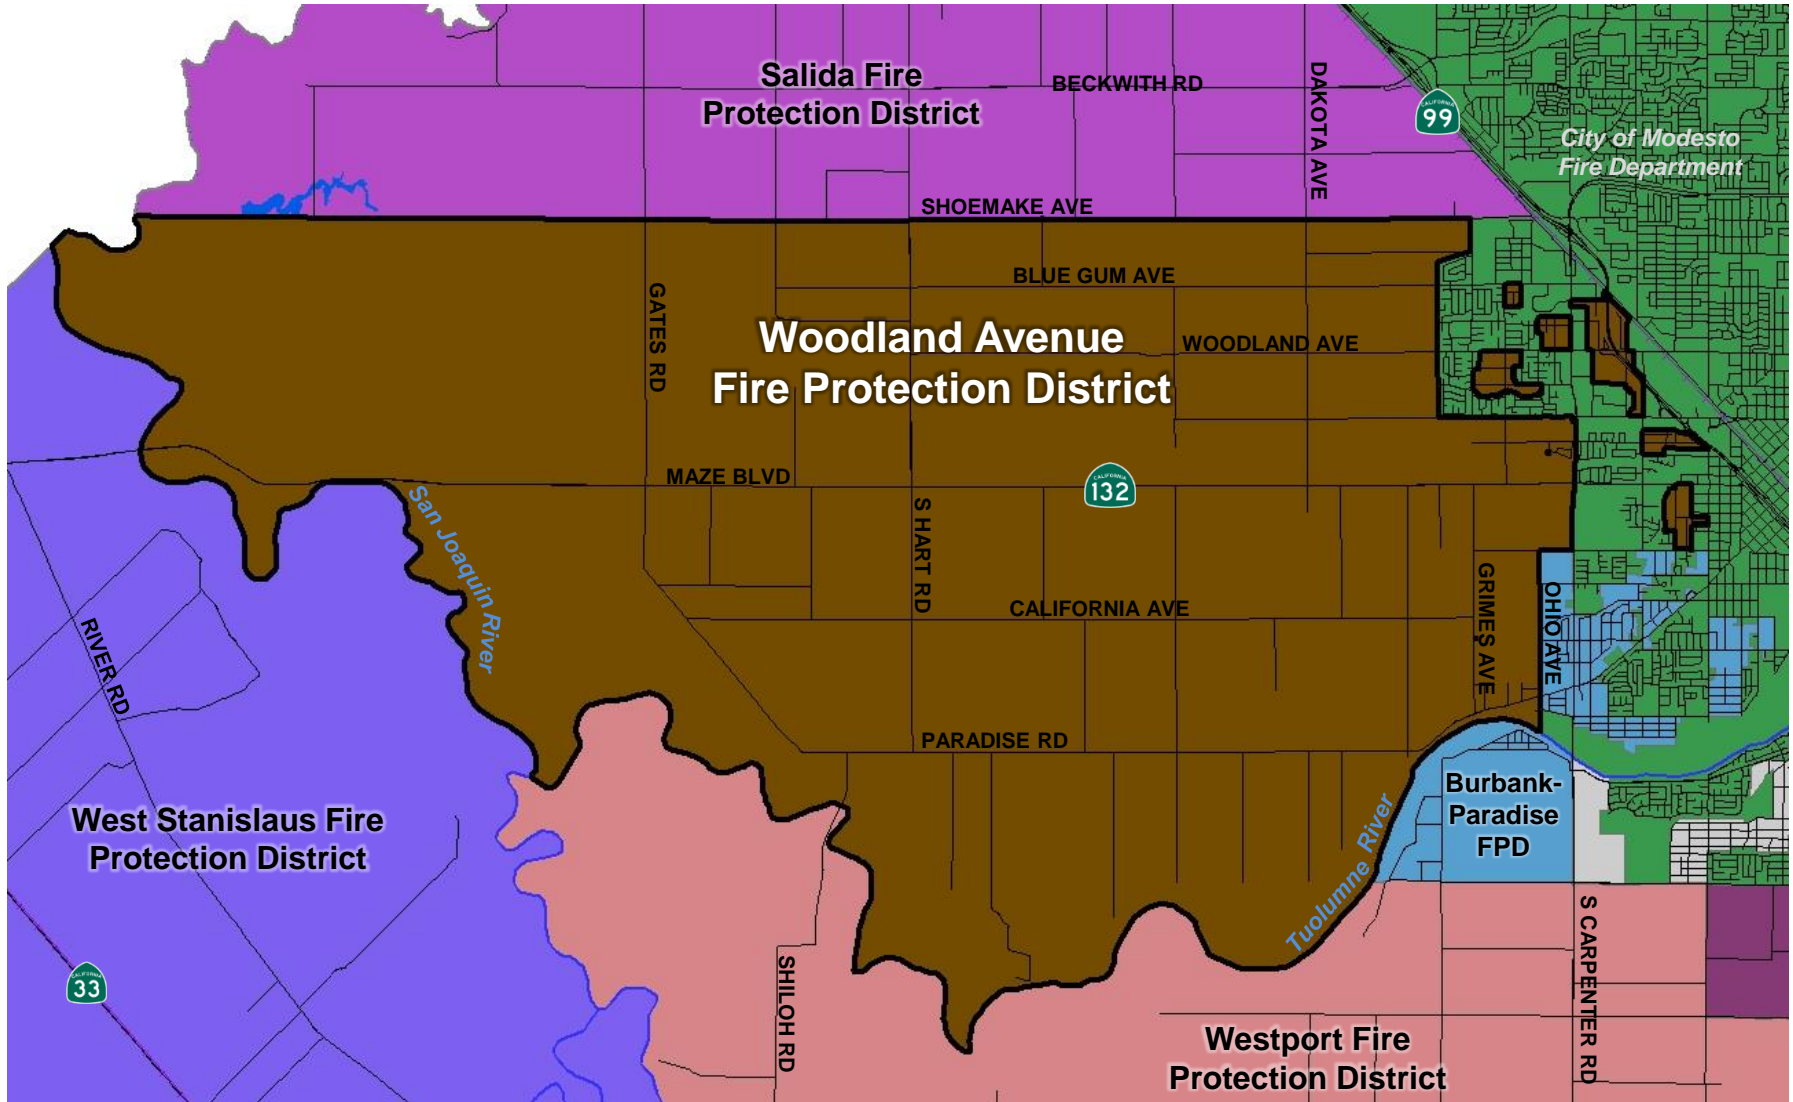 Salida Fire
Protection District
BECKWITH RD
DAKOTA AVE
CALIFORNIA
99
City of Modesto
Fire Department
SHOEMAKE AVE
BLUE GUM AVE
GATES RD
Woodland Avenue
Fire Protection District
WOODLAND AVE
MAZE BLVD
CALIFORNIA
132
San Joaquin River
S HART RD
CALIFORNIA AVE
GRIMES AVE
OHIO AVE
RIVER RD
PARADISE RD
West Stanislaus Fire
Protection District
Burbank-
Paradise
FPD
Tuolumne River
CALIFORNIA
33
SHILOH RD
S CARPENTER RD
Westport Fire
Protection District